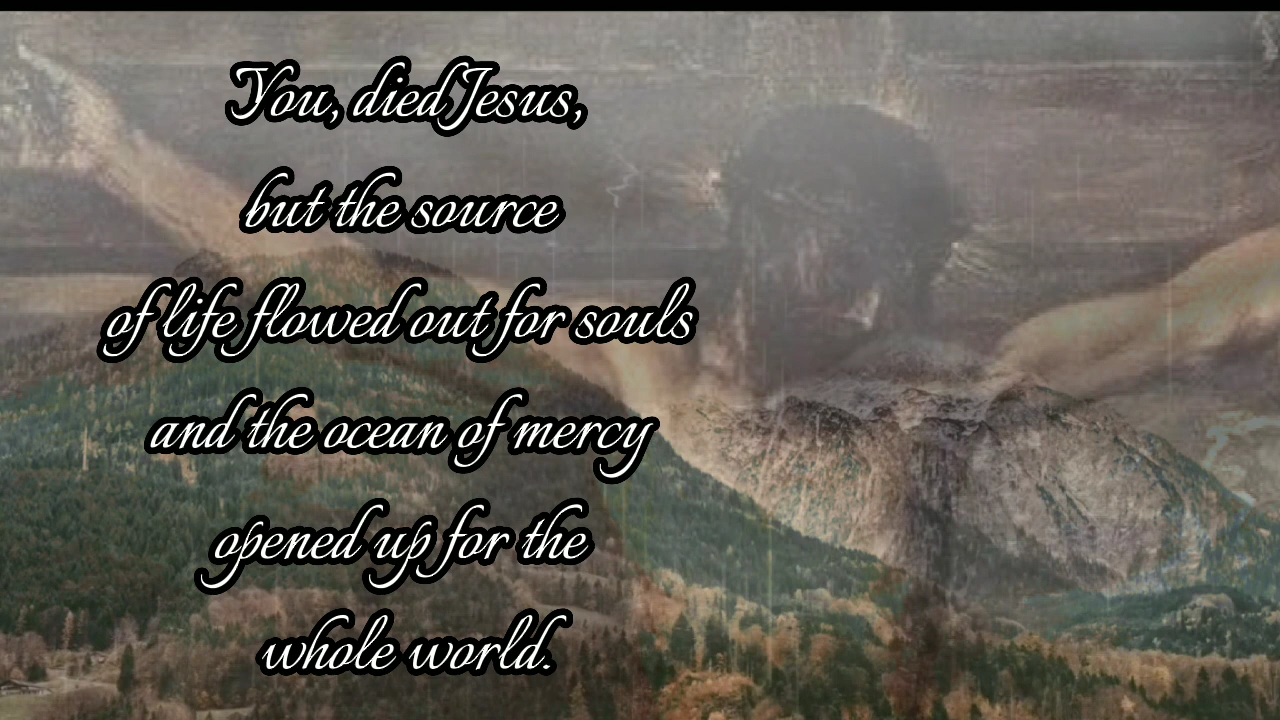 You, died Jesus,
but the source
of life flowed out for souls
and the ocean of mercy
opened up for the
whole world.